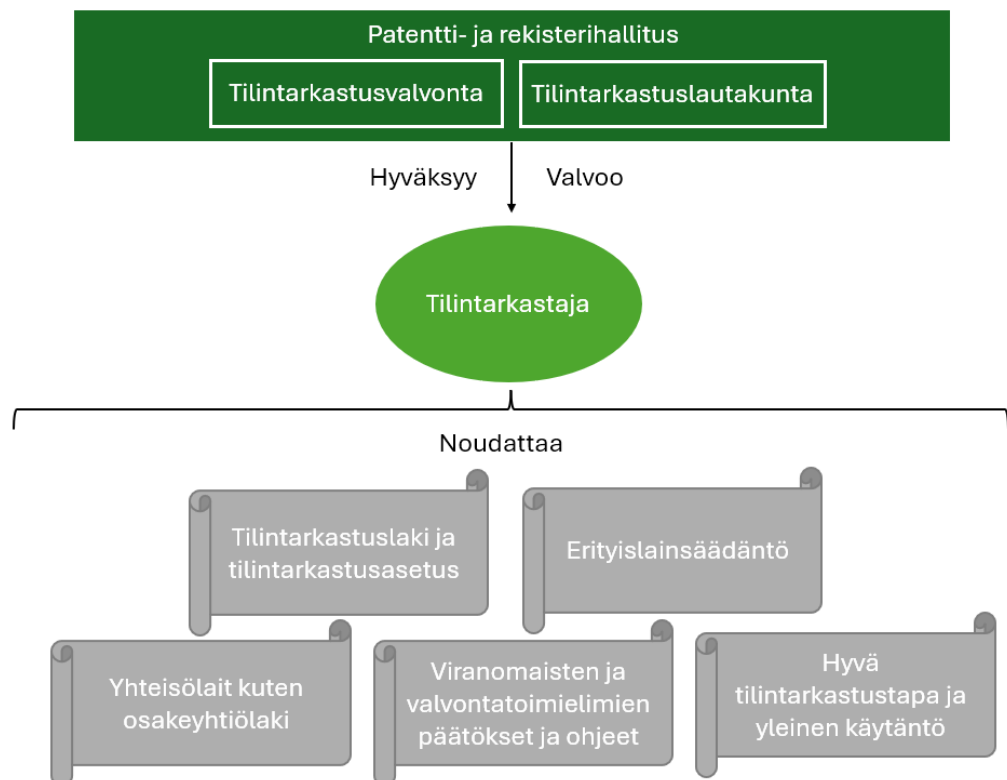 Patentti- ja rekisterihallitus
Tilintarkastusvalvonta
Tilintarkastuslautakunta
Hyväksyy
Valvoo
Tilintarkastaja
Noudattaa
Tilintarkastuslaki ja
tilintarkastusasetus
Erityislainsäädäntö
Yhteisölait kuten
osakeyhtiölaki
Viranomaisten ja
valvontatoimielimien
päätökset ja ohjeet
Hyvä
tilintarkastustapa ja
yleinen käytäntö